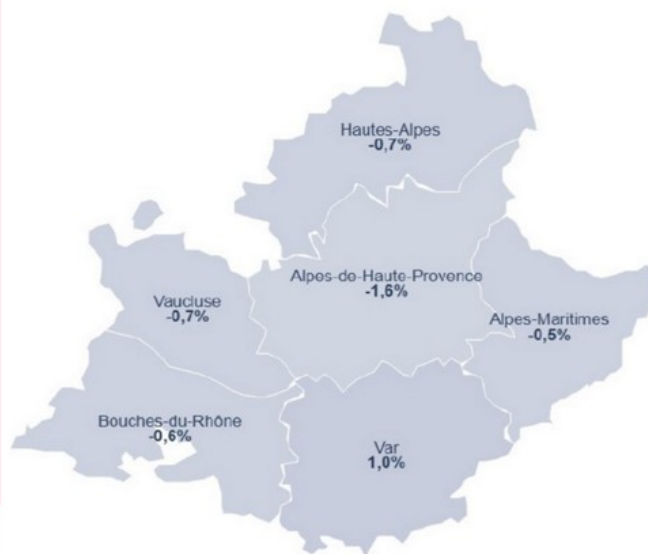 Hautes-Alpes
-0,7%
Alpes-de-Haute-Provence
-1,6%
Vaucluse
-0,7%
Alpes-Maritimes
-0,5%
Bouches-du-Rhône
-0,6%
Var
1,0%